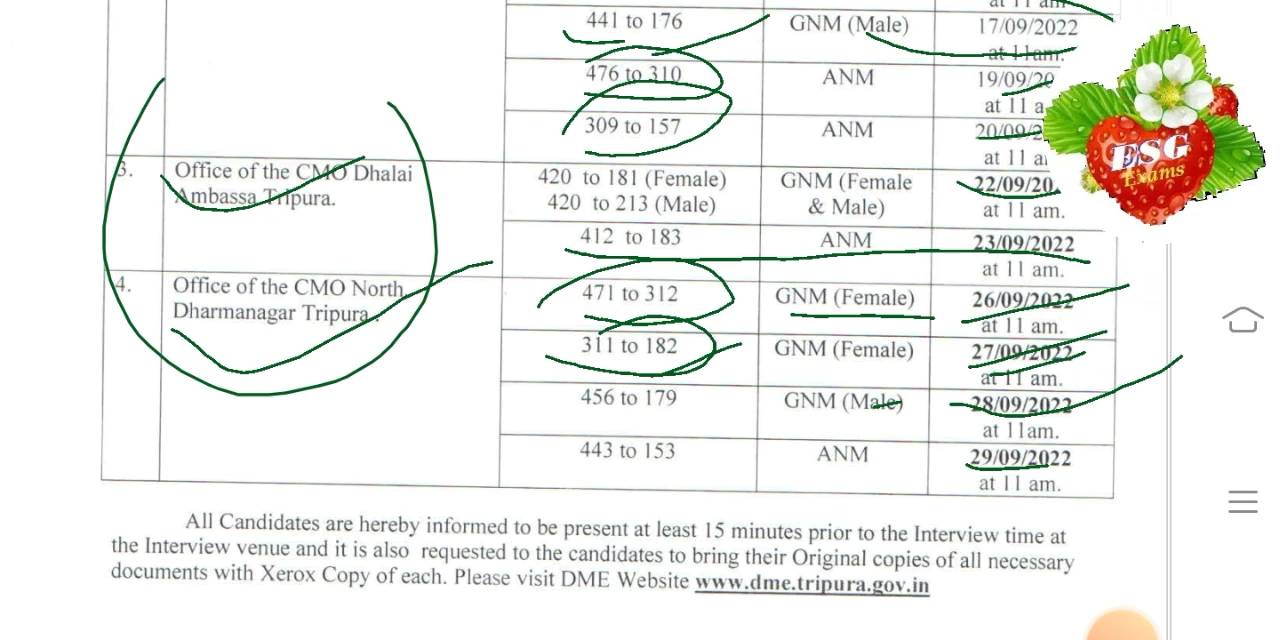 at 11 am
441 to 176 GNM (Male) 17/09/2022
at 11am.
476 to 310 ANM 19/09/20
at 11 a
309 to 157 ANM 20/09/2
at 11 a
ESG
Exams
3. Office of the CMO Dhalai
Ambassa Tripura.
420 to 181 (Female) GNM (Female 22/09/20
420 to 213 (Male) & Male) at 11 am.
412 to 183 ANM 23/09/2022
at 11 am.
4. Office of the CMO North
Dharmanagar Tripura.
471 to 312 GNM (Female) 26/09/2022
at 11 am.
311 to 182 GNM (Female) 27/09/2022
at 11 am.
456 to 179 GNM (Male) 28/09/2022
at 11am.
443 to 153 ANM 29/09/2022
at 11 am.
All Candidates are hereby informed to be present at least 15 minutes prior to the Interview time at
the Interview venue and it is also requested to the candidates to bring their Original copies of all necessary
documents with Xerox Copy of each. Please visit DME Website www.dme.tripura.gov.in